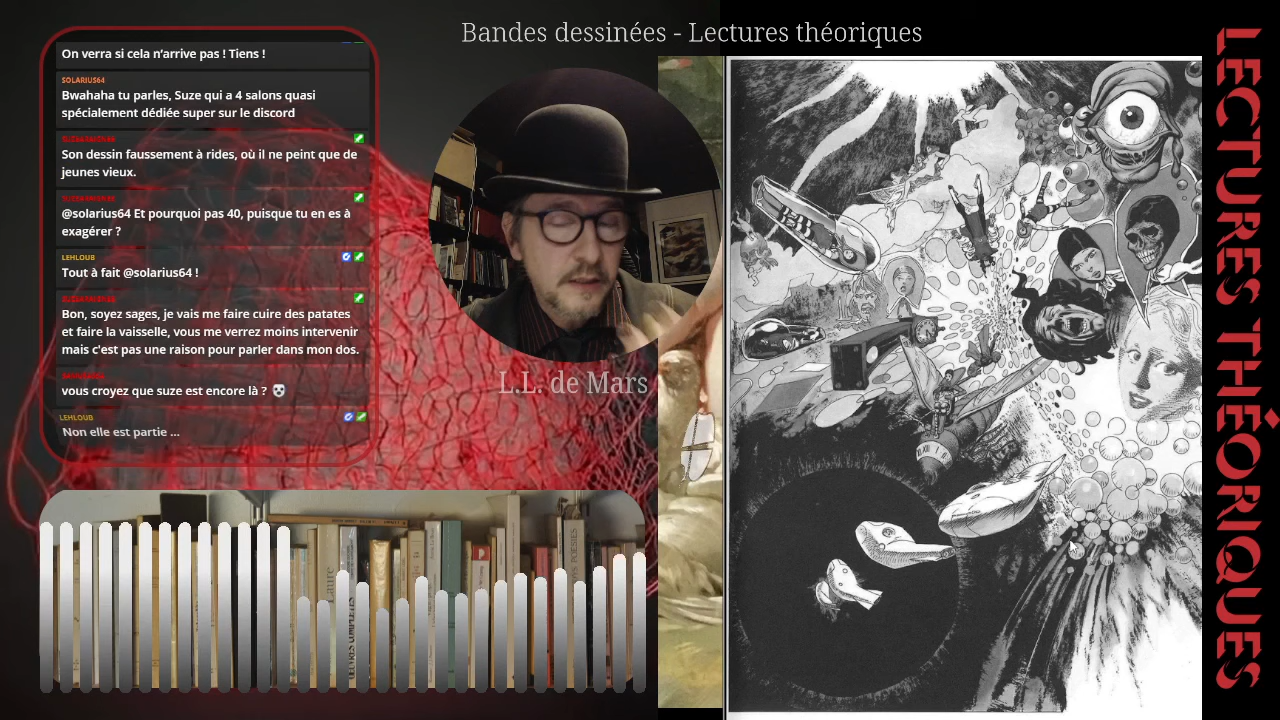 Bandes dessinées - Lectures théoriques
On verra si cela n’arrive pas ! Tiens !
SOLARIUS64
Bwahaha tu parles, Suze qui a 4 salons quasi
spécialement dédiée super sur le discord
Son dessin faussement à rides, où il ne peint que de
jeunes vieux.
@solarius64 Et pourquoi pas 40, puisque tu en es à
exagérer ?
LEHLOUB
Tout à fait @solarius64 !
Bon, soyez sages, je vais me faire cuire des patates
et faire la vaisselle, vous me verrez moins intervenir
mais c'est pas une raison pour parler dans mon dos.
vous croyez que suze est encore là ?
LEHLOUB
Non elle est partie ...
L.L. de Mars
LECTURES THÉORIQUES